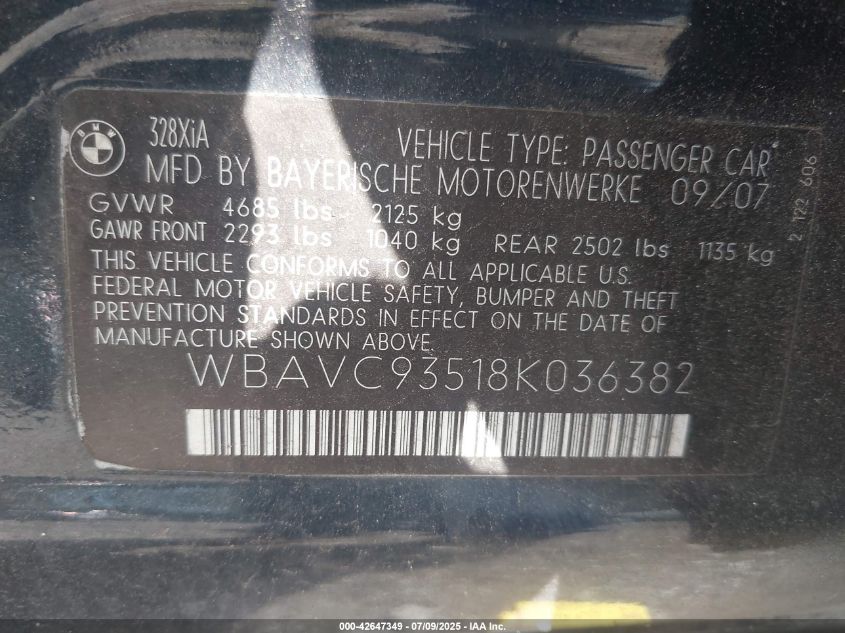 BMW
328XiA
VEHICLE TYPE: PASSENGER CAR
MFD BY BAYERISCHE MOTORENWERKE 09/07
GVWR 4685 lbs 2125 kg
GAWR FRONT 2293 lbs 1040 kg REAR 2502 lbs 1135 kg
THIS VEHICLE CONFORMS TO ALL APPLICABLE U.S.
FEDERAL MOTOR VEHICLE SAFETY, BUMPER AND THEFT
PREVENTION STANDARDS IN EFFECT ON THE DATE OF
MANUFACTURE SHOWN ABOVE.
WBAVC93518K036382
2 122 606
000-42647349 - 07/09/2025 - IAA Inc.